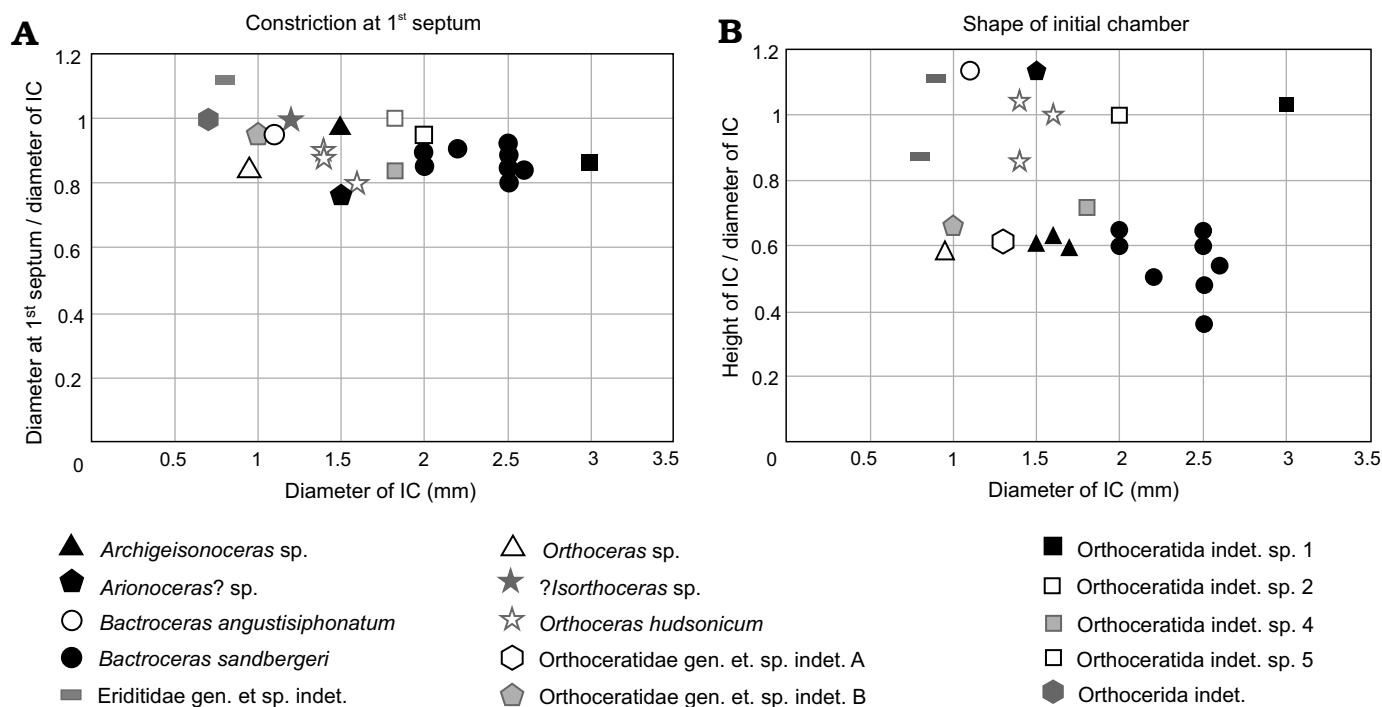 A
Constriction at 1st septum
Diameter at 1st septum / diameter of IC
1.2
1
0.8
0.6
0.4
0.2
0
0.5
1
1.5
2
2.5
3
3.5
Diameter of IC (mm)
B
Shape of initial chamber
Height of IC / diameter of IC
1.2
1
0.8
0.6
0.4
0.2
0
0.5
1
1.5
2
2.5
3
3.5
Diameter of IC (mm)
Archigeisonoceras sp.
Arionoceras? sp.
Bactroceras angustisiphonatum
Bactroceras sandbergeri
Eriditidae gen. et sp. indet.
Orthoceras sp.
?Isorthoceras sp.
Orthoceras hudsonicum
Orthoceratidae gen. et. sp. indet. A
Orthoceratidae gen. et. sp. indet. B
Orthoceratida indet. sp. 1
Orthoceratida indet. sp. 2
Orthoceratida indet. sp. 4
Orthoceratida indet. sp. 5
Orthocerida indet.